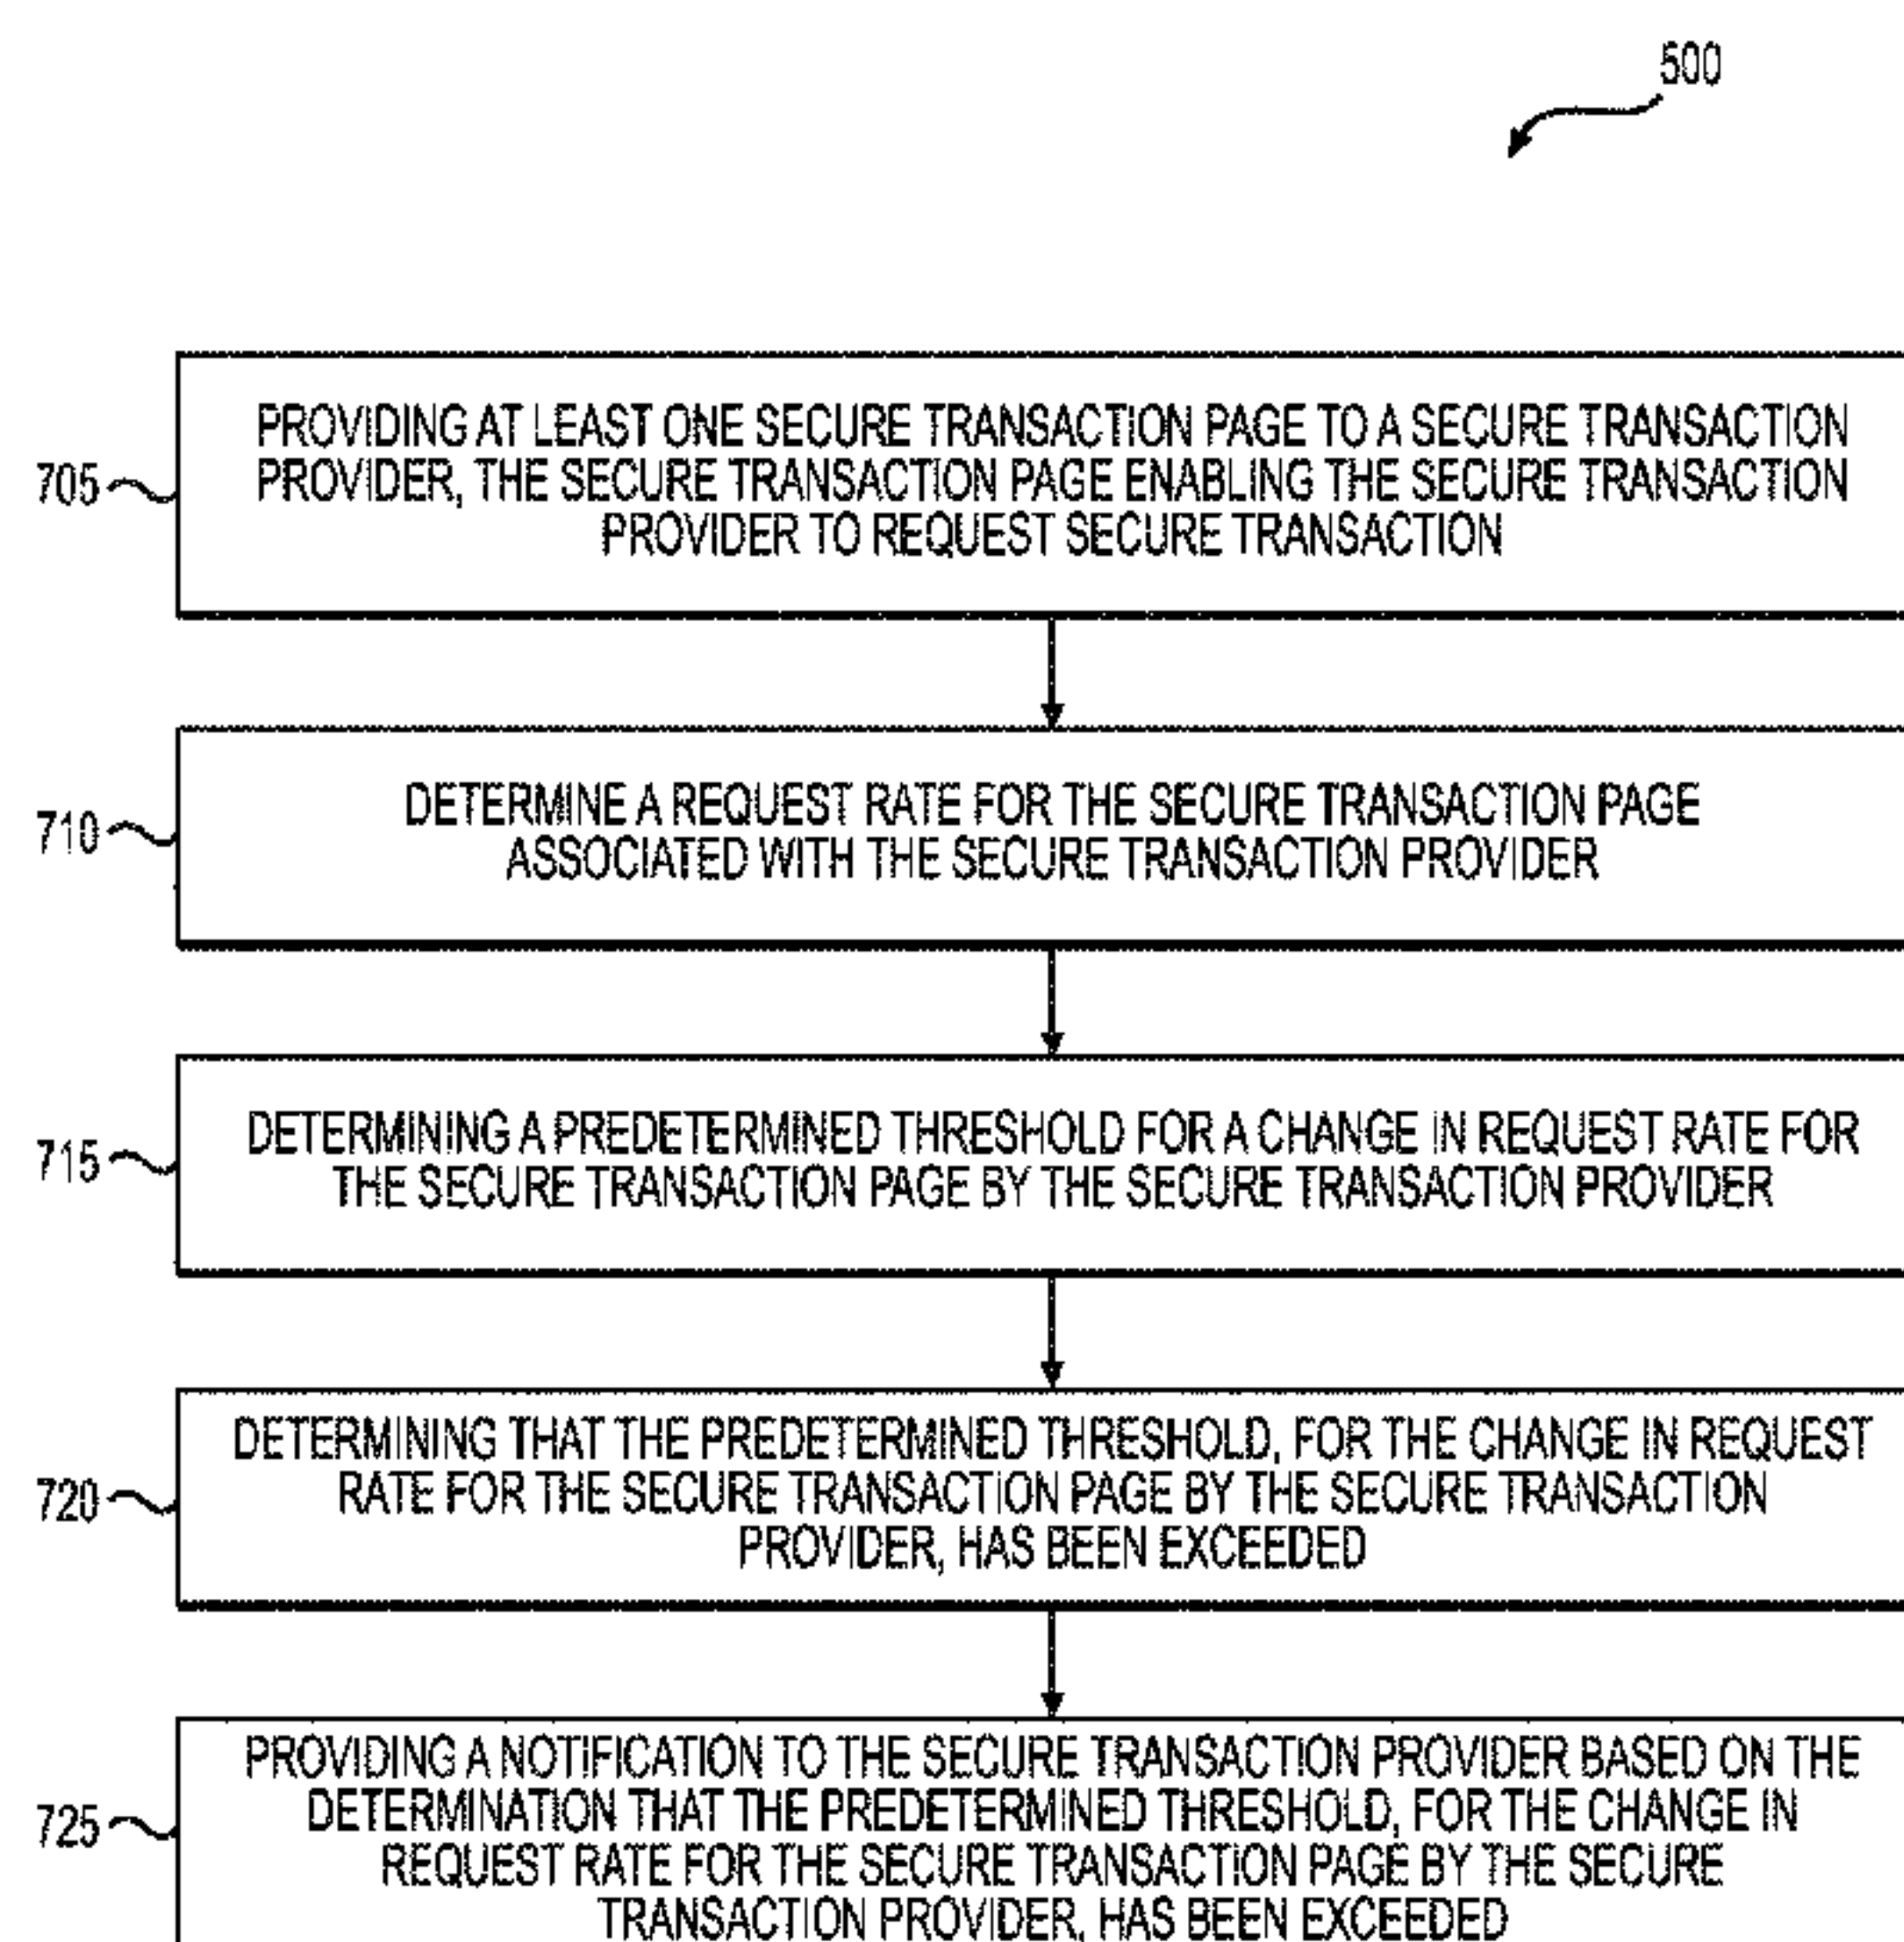 500
PROVIDING AT LEAST ONE SECURE TRANSACTION PAGE TO A SECURE TRANSACTION
PROVIDER, THE SECURE TRANSACTION PAGE ENABLING THE SECURE TRANSACTION
PROVIDER TO REQUEST SECURE TRANSACTION
705
DETERMINE A REQUEST RATE FOR THE SECURE TRANSACTION PAGE
ASSOCIATED WITH THE SECURE TRANSACTION PROVIDER
710
DETERMINING A PREDETERMINED THRESHOLD FOR A CHANGE IN REQUEST RATE FOR
THE SECURE TRANSACTION PAGE BY THE SECURE TRANSACTION PROVIDER
715
DETERMINING THAT THE PREDETERMINED THRESHOLD, FOR THE CHANGE IN REQUEST
RATE FOR THE SECURE TRANSACTION PAGE BY THE SECURE TRANSACTION
PROVIDER, HAS BEEN EXCEEDED
720
PROVIDING A NOTIFICATION TO THE SECURE TRANSACTION PROVIDER BASED ON THE
DETERMINATION THAT THE PREDETERMINED THRESHOLD, FOR THE CHANGE IN
REQUEST RATE FOR THE SECURE TRANSACTION PAGE BY THE SECURE
TRANSACTION PROVIDER, HAS BEEN EXCEEDED
725